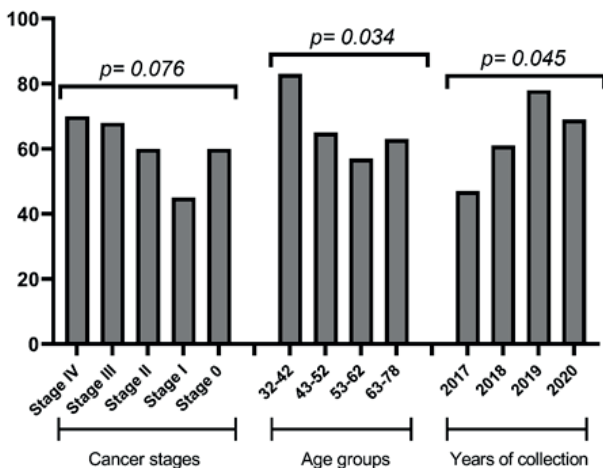 100
80
60
40
20
0
p= 0.076
p= 0.034
p= 0.045
Stage IV
Stage III
Stage II
Stage I
Stage 0
32-42
43-52
53-62
63-78
2017
2018
2019
2020
Cancer stages
Age groups
Years of collection